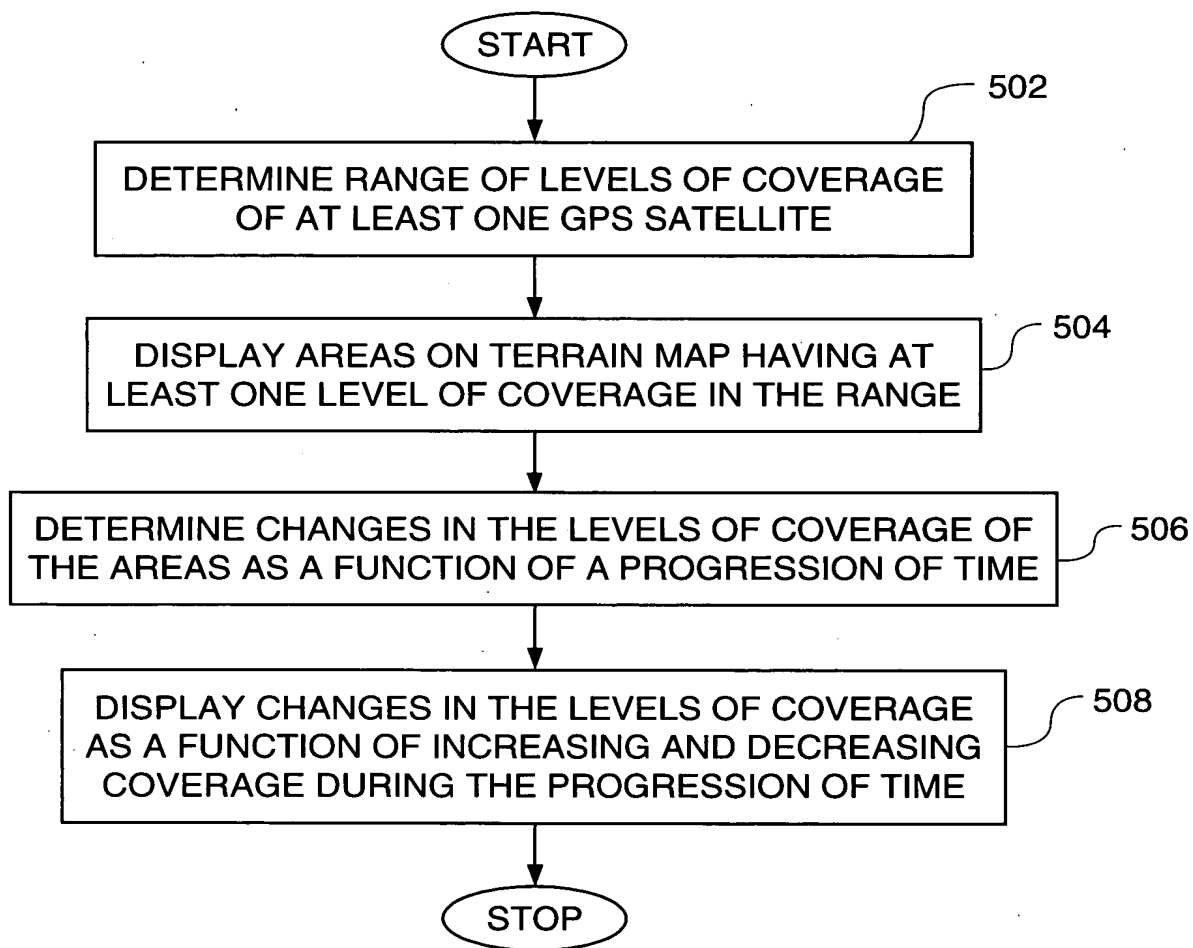 START
502
DETERMINE RANGE OF LEVELS OF COVERAGE
OF AT LEAST ONE GPS SATELLITE
504
DISPLAY AREAS ON TERRAIN MAP HAVING AT
LEAST ONE LEVEL OF COVERAGE IN THE RANGE
506
DETERMINE CHANGES IN THE LEVELS OF COVERAGE OF
THE AREAS AS A FUNCTION OF A PROGRESSION OF TIME
508
DISPLAY CHANGES IN THE LEVELS OF COVERAGE
AS A FUNCTION OF INCREASING AND DECREASING
COVERAGE DURING THE PROGRESSION OF TIME
STOP